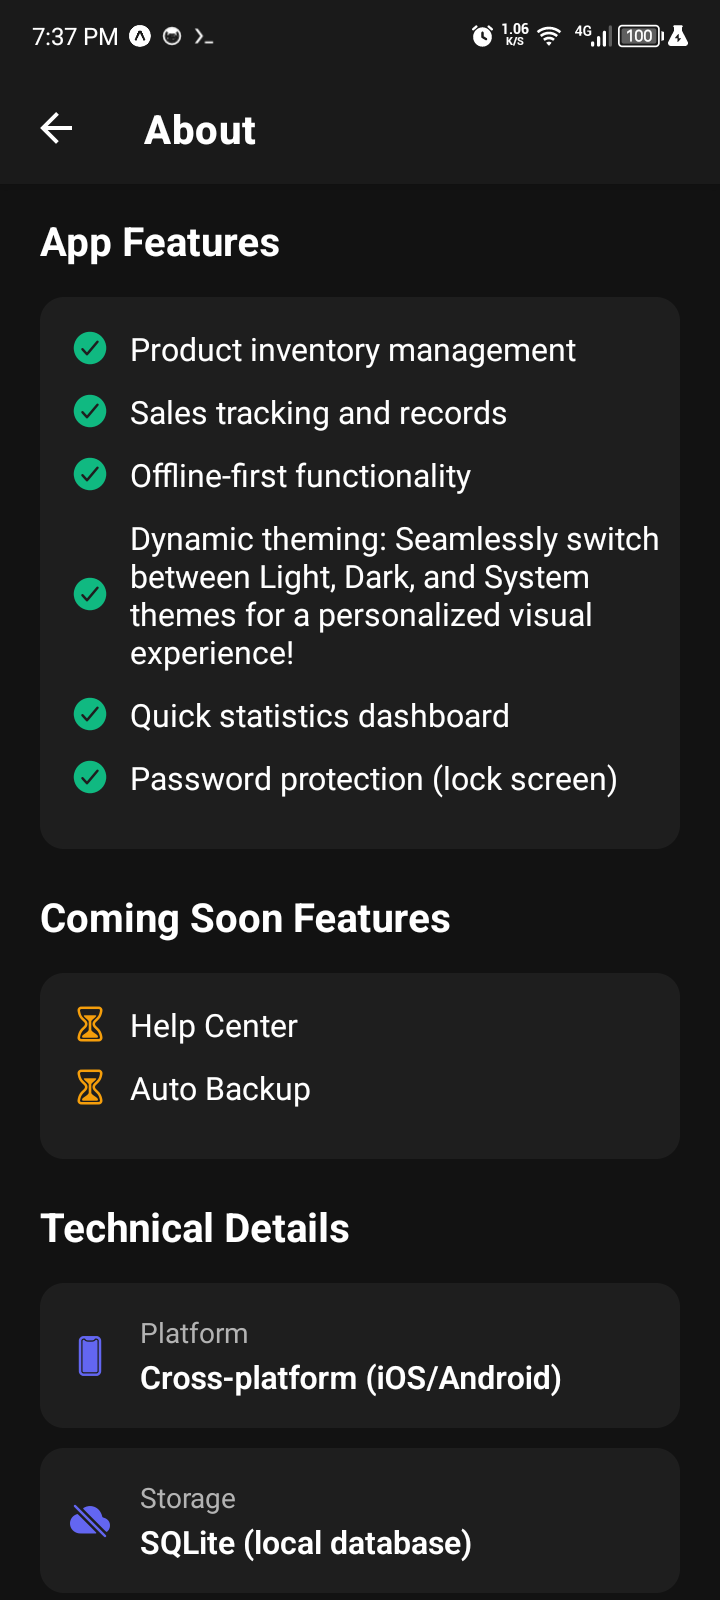 7:37 PM
1.06
K/S
4G
100
About
App Features
Product inventory management
Sales tracking and records
Offline-first functionality
Dynamic theming: Seamlessly switch
between Light, Dark, and System
themes for a personalized visual
experience!
Quick statistics dashboard
Password protection (lock screen)
Coming Soon Features
Help Center
Auto Backup
Technical Details
Platform
Cross-platform (iOS/Android)
Storage
SQLite (local database)